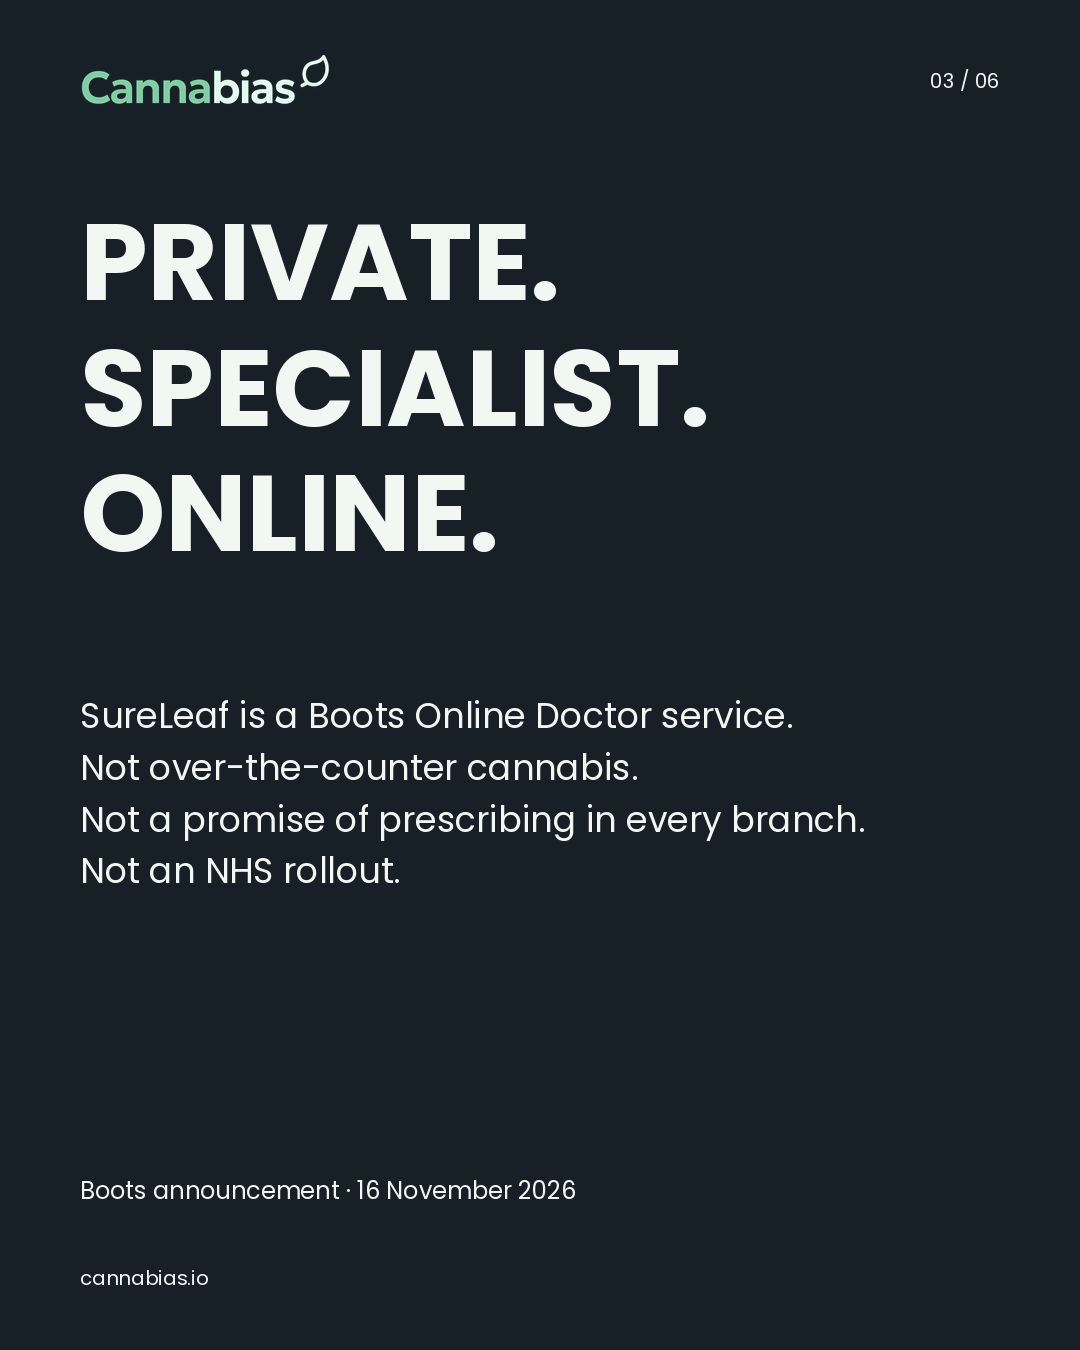 Cannabias
03 / 06
PRIVATE.
SPECIALIST.
ONLINE.
SureLeaf is a Boots Online Doctor service.
Not over-the-counter cannabis.
Not a promise of prescribing in every branch.
Not an NHS rollout.
Boots announcement · 16 November 2026
cannabias.io